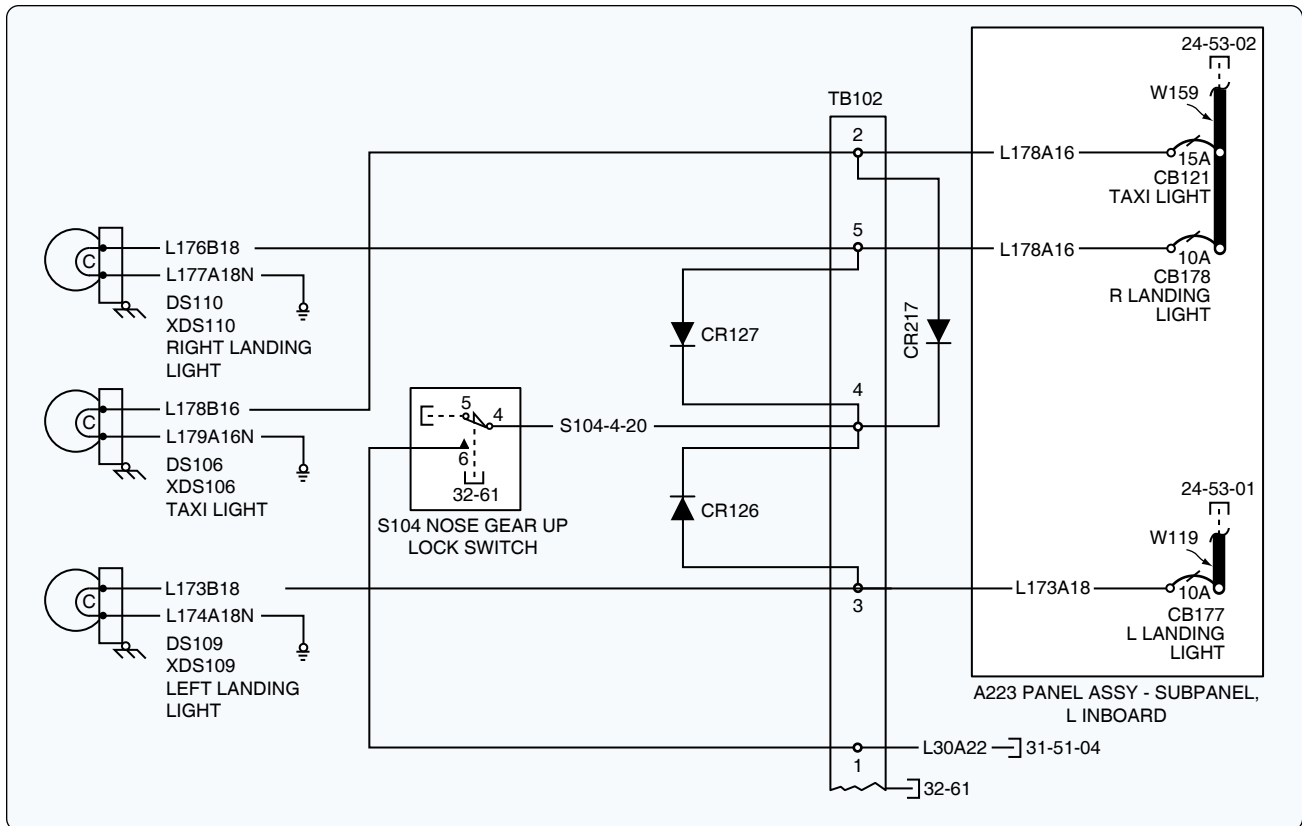 24-53-02
W159
TB102
2
L178A16
15A
CB121
TAXI LIGHT
5
L178A16
10A
CB178
R LANDING
LIGHT
L176B18
C
L177A18N
DS110
XDS110
RIGHT LANDING
LIGHT
CR127
CR217
4
L178B16
C
L179A16N
DS106
XDS106
TAXI LIGHT
5
4
6
32-61
S104-4-20
S104 NOSE GEAR UP
LOCK SWITCH
CR126
24-53-01
W119
L173B18
C
L174A18N
DS109
XDS109
LEFT LANDING
LIGHT
3
L173A18
10A
CB177
L LANDING
LIGHT
A223 PANEL ASSY - SUBPANEL,
L INBOARD
1
L30A22
31-51-04
32-61